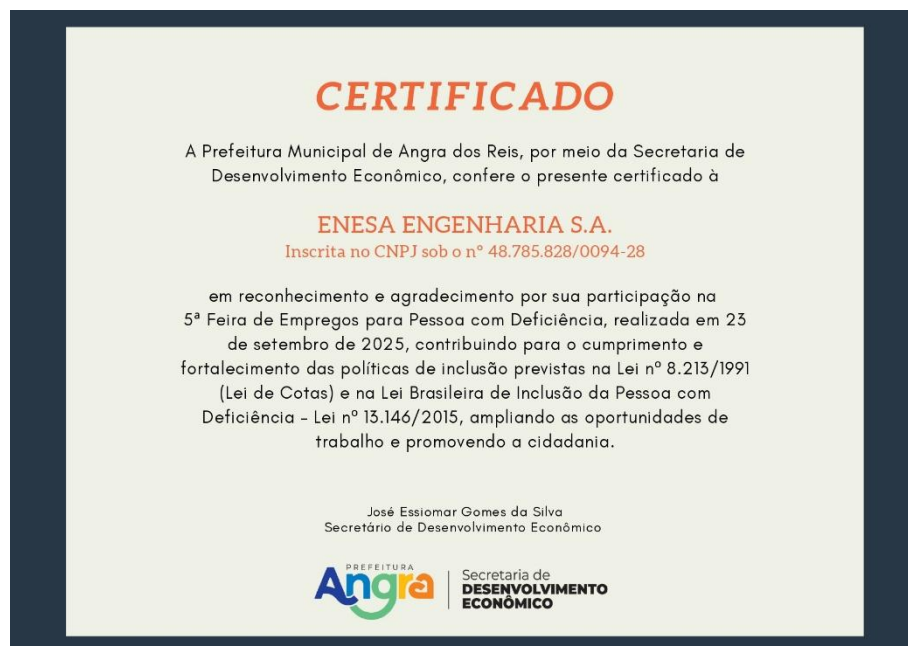 CERTIFICADO
A Prefeitura Municipal de Angra dos Reis, por meio da Secretaria de
Desenvolvimento Econômico, confere o presente certificado à
ENESA ENGENHARIA S.A.
Inscrita no CNPJ sob o nº 48.785.828/0094-28
em reconhecimento e agradecimento por sua participação na
5ª Feira de Empregos para Pessoa com Deficiência, realizada em 23
de setembro de 2025, contribuindo para o cumprimento e
fortalecimento das políticas de inclusão previstas na Lei nº 8.213/1991
(Lei de Cotas) e na Lei Brasileira de Inclusão da Pessoa com
Deficiência – Lei nº 13.146/2015, ampliando as oportunidades de
trabalho e promovendo a cidadania.
José Essiomar Gomes da Silva
Secretário de Desenvolvimento Econômico
PREFEITURA
Angra
Secretaria de
DESENVOLVIMENTO
ECONÔMICO